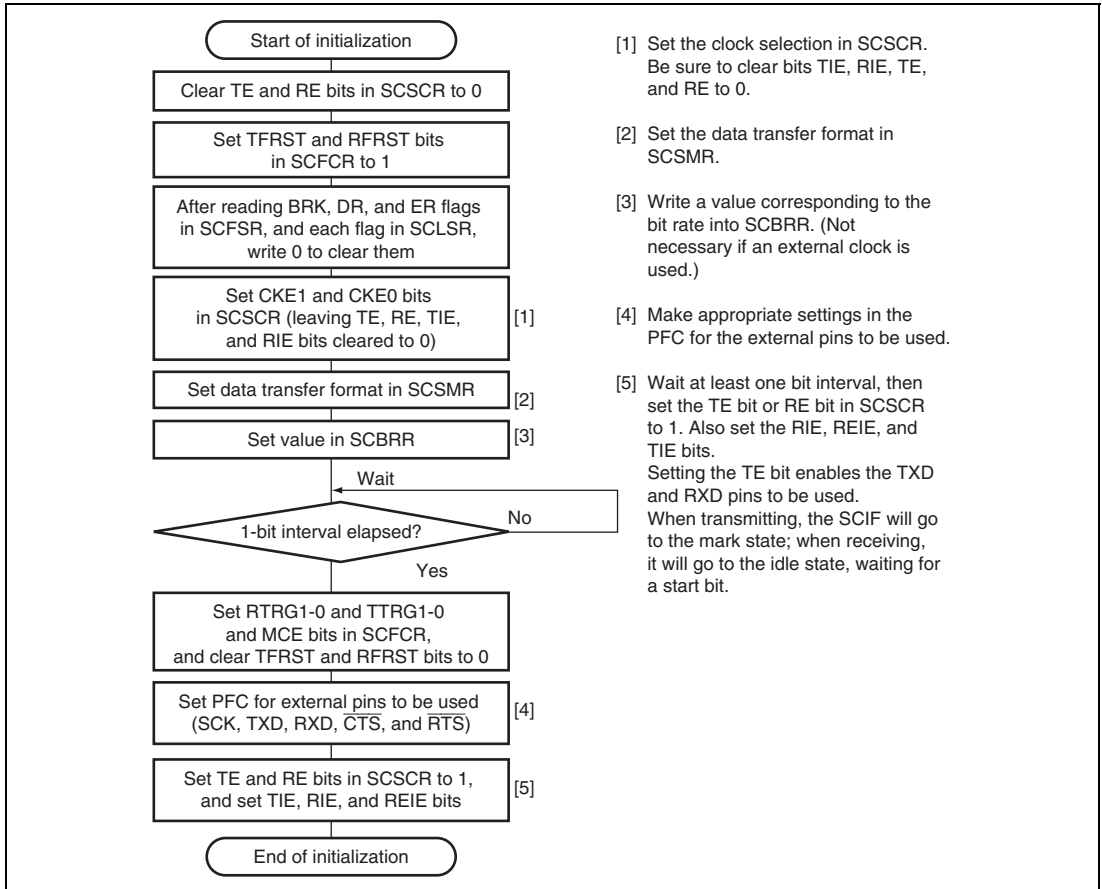 Start of initialization
Clear TE and RE bits in SCSCR to 0
Set TFRST and RFRST bits
in SCFCR to 1
After reading BRK, DR, and ER flags
in SCFSR, and each flag in SCLSR,
write 0 to clear them
Set CKE1 and CKE0 bits
in SCSCR (leaving TE, RE, TIE,
and RIE bits cleared to 0)
[1]
Set data transfer format in SCSMR
[2]
Set value in SCBRR
[3]
Wait
1-bit interval elapsed?
No
Yes
Set RTRG1-0 and TTRG1-0
and MCE bits in SCFCR,
and clear TFRST and RFRST bits to 0
Set PFC for external pins to be used
(SCK, TXD, RXD, C̅T̅S̅, and R̅T̅S̅)
[4]
Set TE and RE bits in SCSCR to 1,
and set TIE, RIE, and REIE bits
[5]
End of initialization
[1] Set the clock selection in SCSCR.
Be sure to clear bits TIE, RIE, TE,
and RE to 0.
[2] Set the data transfer format in
SCSMR.
[3] Write a value corresponding to the
bit rate into SCBRR. (Not
necessary if an external clock is
used.)
[4] Make appropriate settings in the
PFC for the external pins to be used.
[5] Wait at least one bit interval, then
set the TE bit or RE bit in SCSCR
to 1. Also set the RIE, REIE, and
TIE bits.
Setting the TE bit enables the TXD
and RXD pins to be used.
When transmitting, the SCIF will go
to the mark state; when receiving,
it will go to the idle state, waiting for
a start bit.